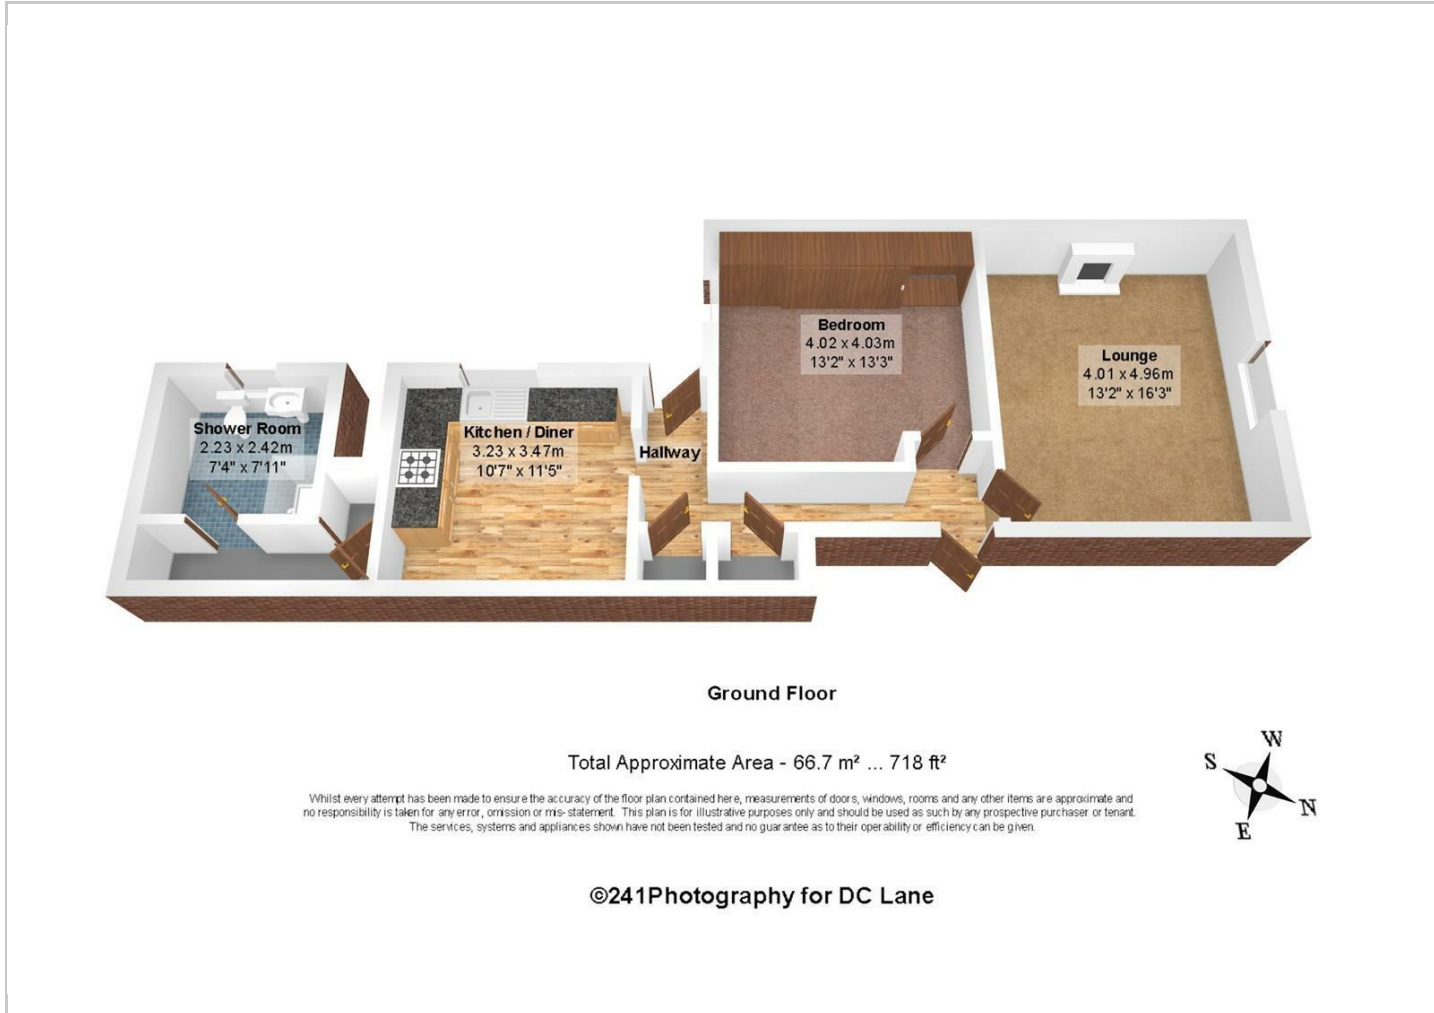 Bedroom
4.02 x 4.03m
13'2" x 13'3"
Lounge
4.01 x 4.96m
13'2" x 16'3"
Shower Room
2.23 x 2.42m
7'4" x 7'11"
Kitchen / Diner
3.23 x 3.47m
10'7" x 11'5"
Hallway
Ground Floor
Total Approximate Area - 66.7 m² ... 718 ft²
Whilst every attempt has been made to ensure the accuracy of the floor plan contained here, measurements of doors, windows, rooms and any other items are approximate and
no responsibility is taken for any error, omission or mis- statement. This plan is for illustrative purposes only and should be used as such by any prospective purchaser or tenant.
The services, systems and appliances shown have not been tested and no guarantee as to their operability or efficiency can be given.
W
S
N
E
©241Photography for DC Lane